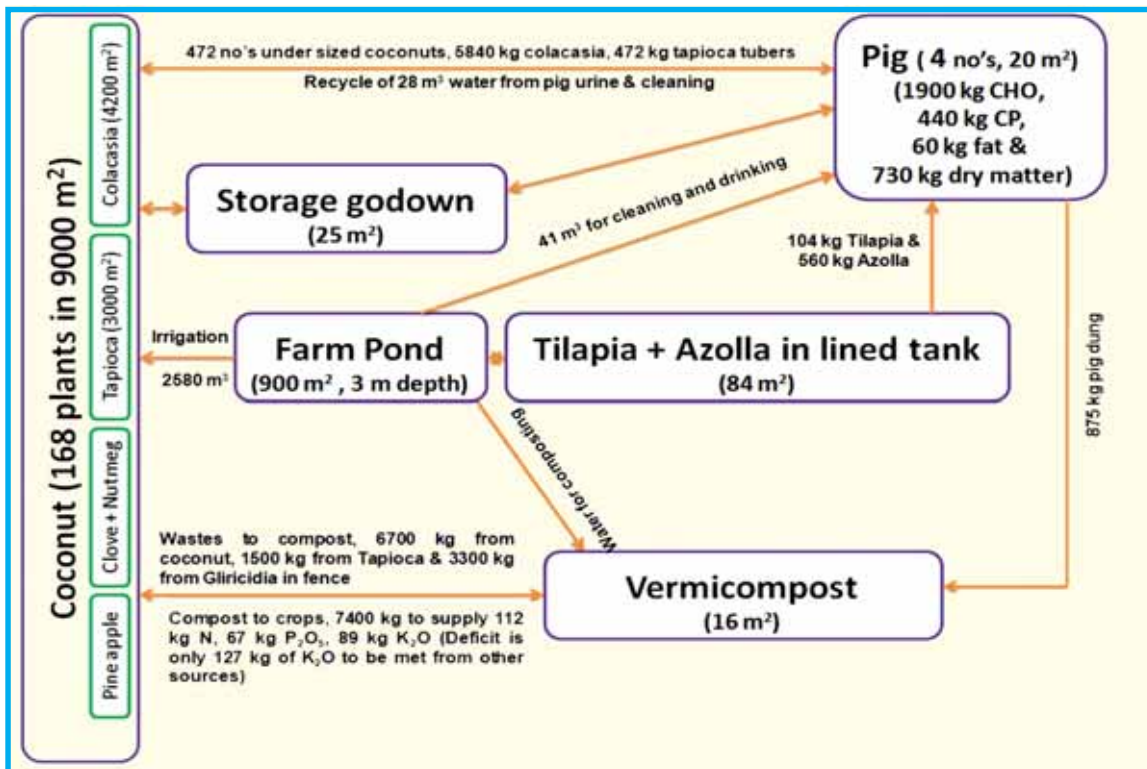 Coconut (168 plants in 9000 m²)
Colacasia (4200 m²)
Tapioca (3000 m²)
Clove + Nutmeg
Pine apple
472 no's under sized coconuts, 5840 kg colacasia, 472 kg tapioca tubers
Recycle of 28 m³ water from pig urine & cleaning
Pig ( 4 no's, 20 m²)
(1900 kg CHO,
440 kg CP,
60 kg fat &
730 kg dry matter)
Storage godown
(25 m²)
41 m³ for cleaning and drinking
104 kg Tilapia &
560 kg Azolla
Irrigation
2580 m³
Farm Pond
(900 m² , 3 m depth)
Tilapia + Azolla in lined tank
(84 m²)
875 kg pig dung
Water for composting
Wastes to compost, 6700 kg from
coconut, 1500 kg from Tapioca & 3300 kg
from Gliricidia in fence
Vermicompost
(16 m²)
Compost to crops, 7400 kg to supply 112
kg N, 67 kg P₂O₅, 89 kg K₂O (Deficit is
only 127 kg of K₂O to be met from other
sources)